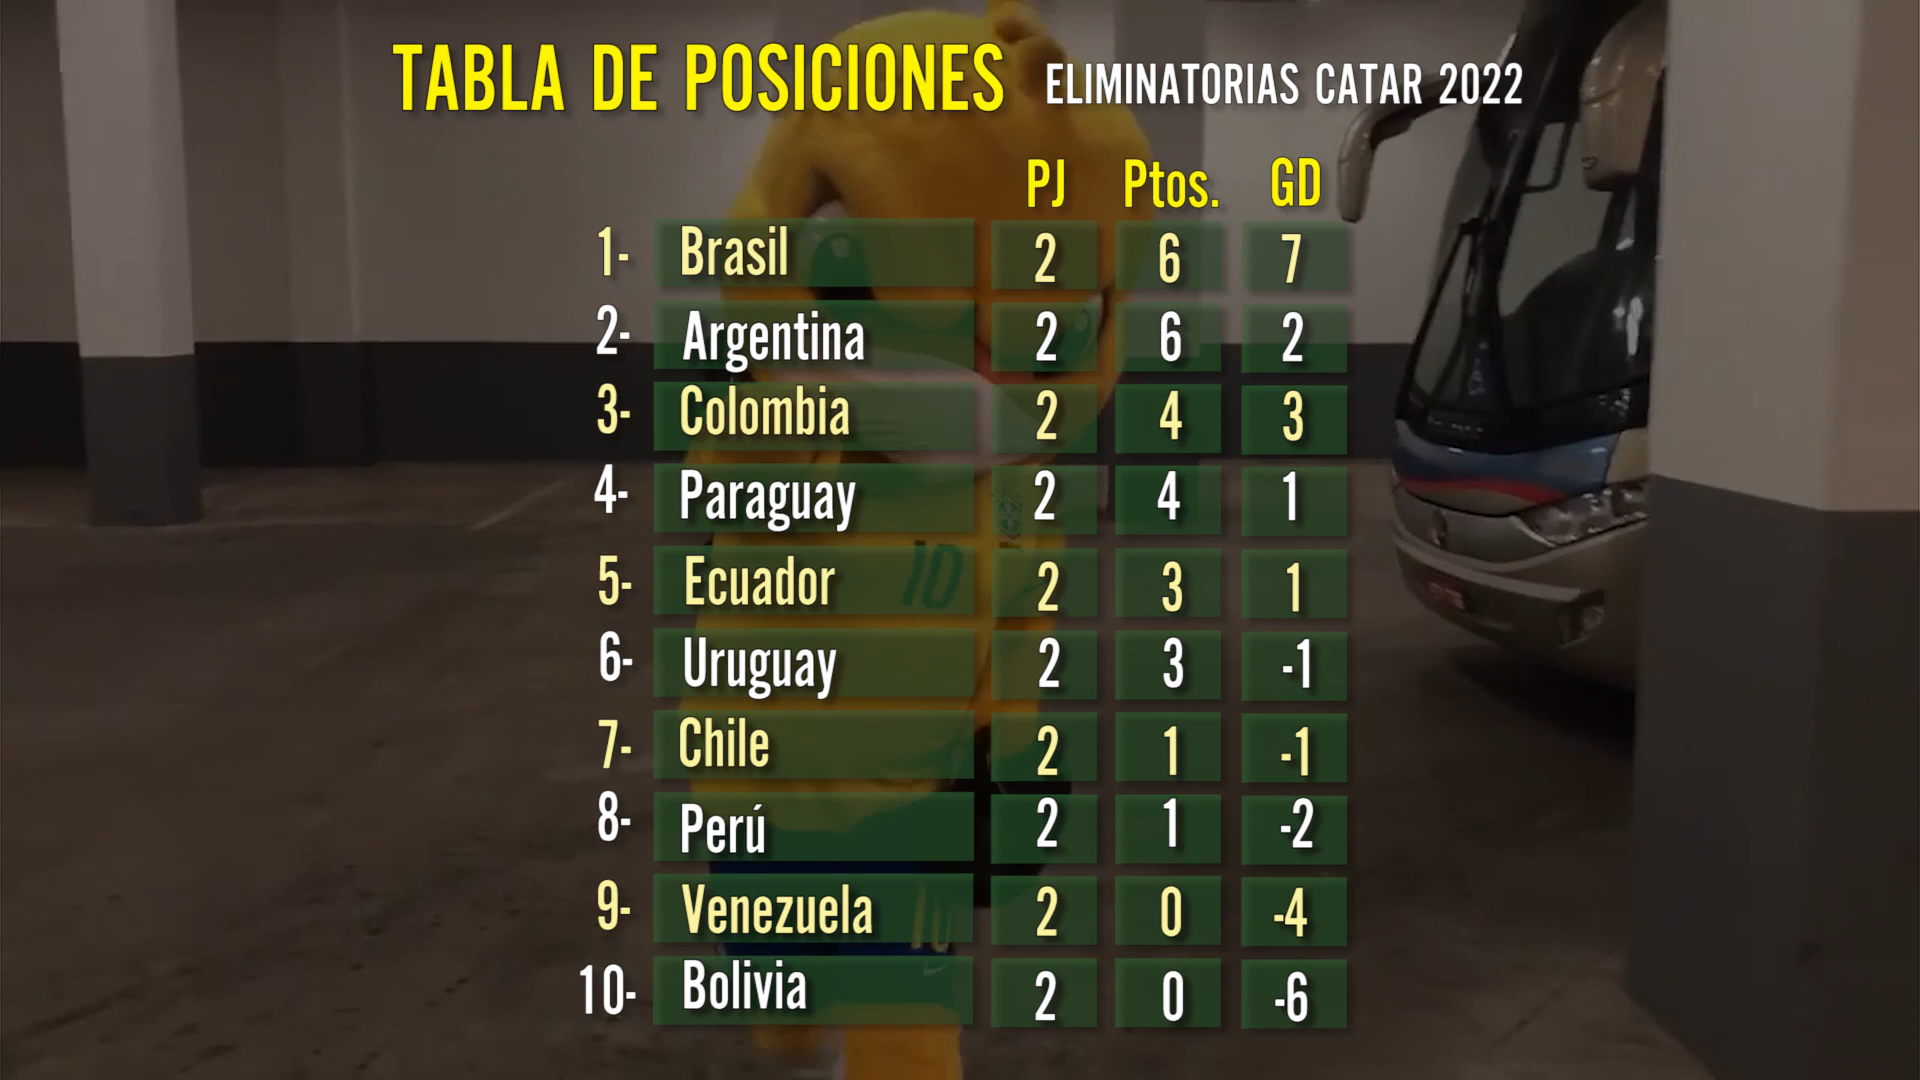 TABLA DE POSICIONES ELIMINATORIAS CATAR 2022
PJ Ptos. GD
1- Brasil 2 6 7
2- Argentina 2 6 2
3- Colombia 2 4 3
4- Paraguay 2 4 1
5- Ecuador 2 3 1
6- Uruguay 2 3 -1
7- Chile 2 1 -1
8- Perú 2 1 -2
9- Venezuela 2 0 -4
10- Bolivia 2 0 -6
10
10